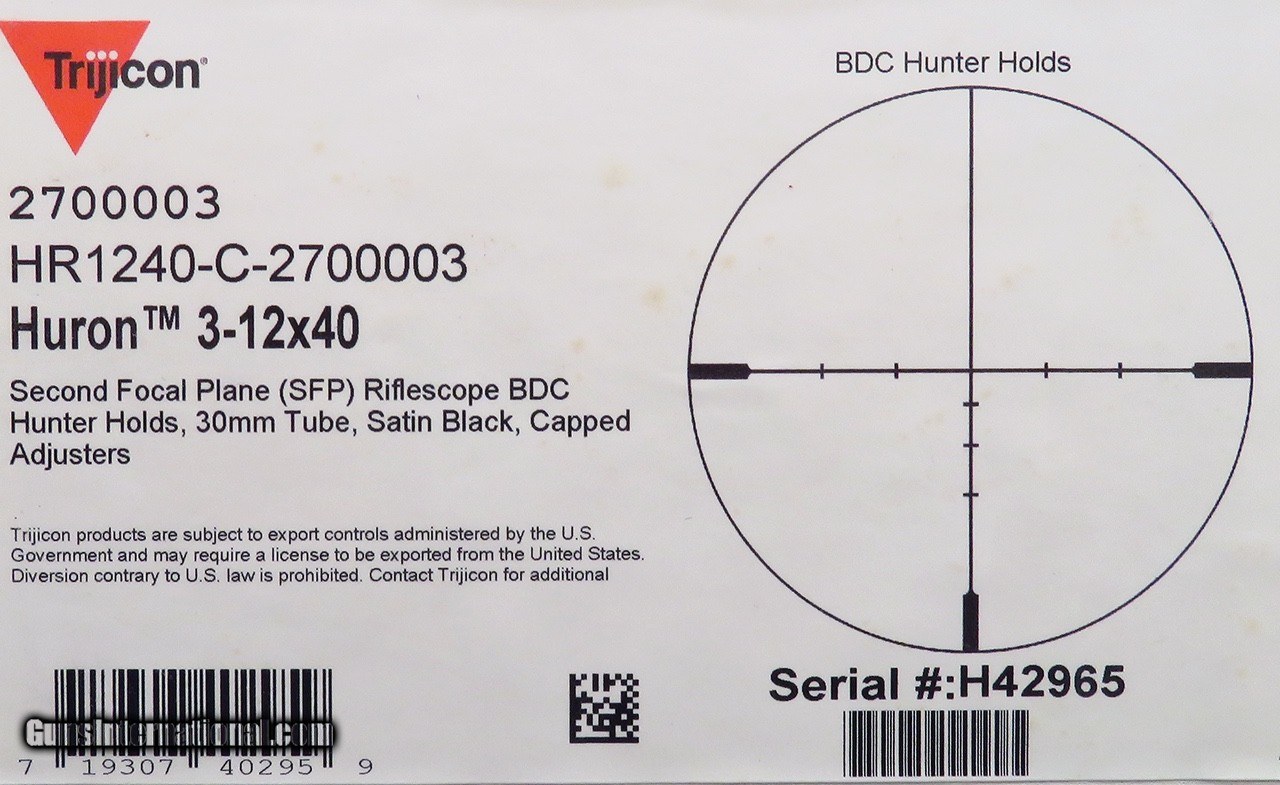 Trijicon®
2700003
HR1240-C-2700003
Huron™ 3-12x40
Second Focal Plane (SFP) Riflescope BDC
Hunter Holds, 30mm Tube, Satin Black, Capped
Adjusters
Trijicon products are subject to export controls administered by the U.S.
Government and may require a license to be exported from the United States.
Diversion contrary to U.S. law is prohibited. Contact Trijicon for additional
GunsInternational.com
7 19307 40295 9
BDC Hunter Holds
Serial #:H42965